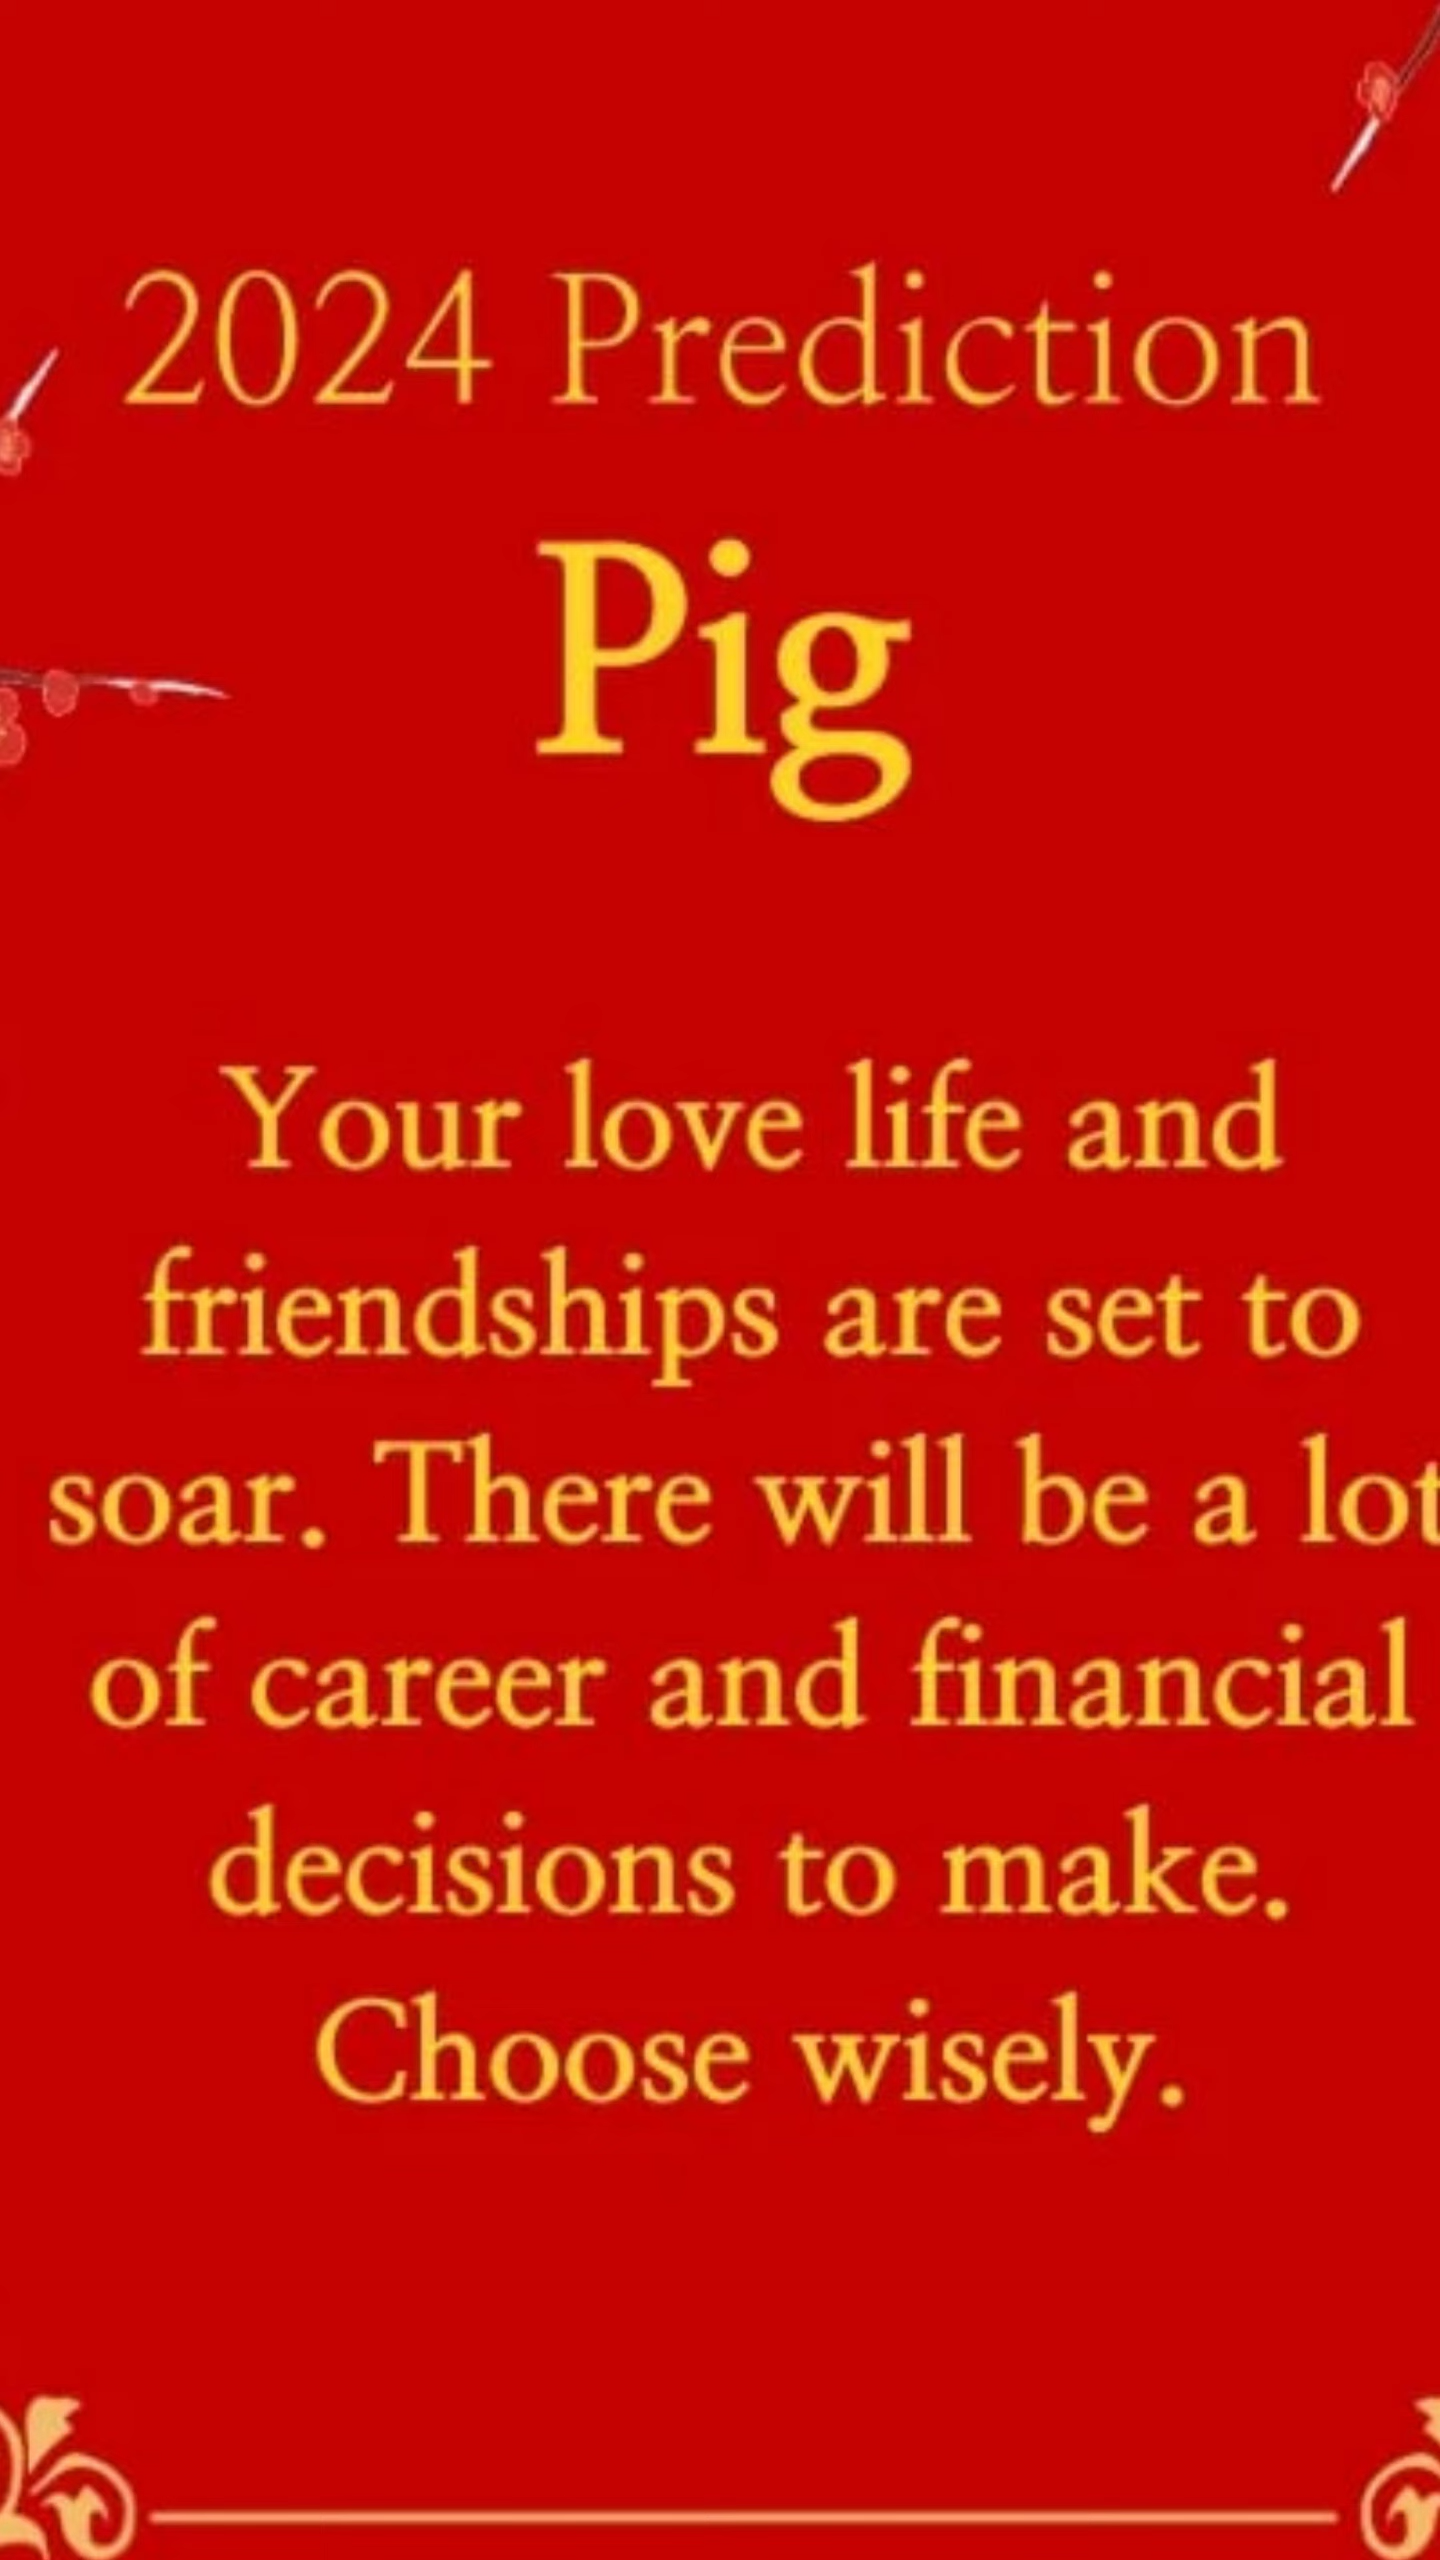 2024 Prediction
Pig
Your love life and
friendships are set to
soar. There will be a lot
of career and financial
decisions to make.
Choose wisely.